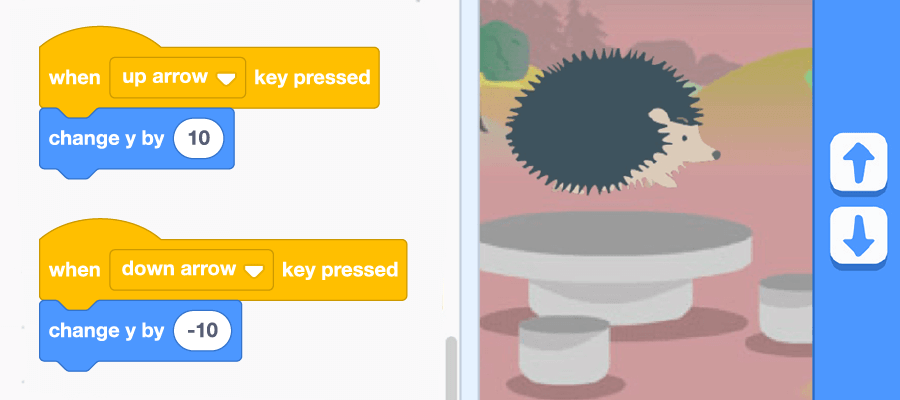 when up arrow key pressed
change y by 10
when down arrow key pressed
change y by -10